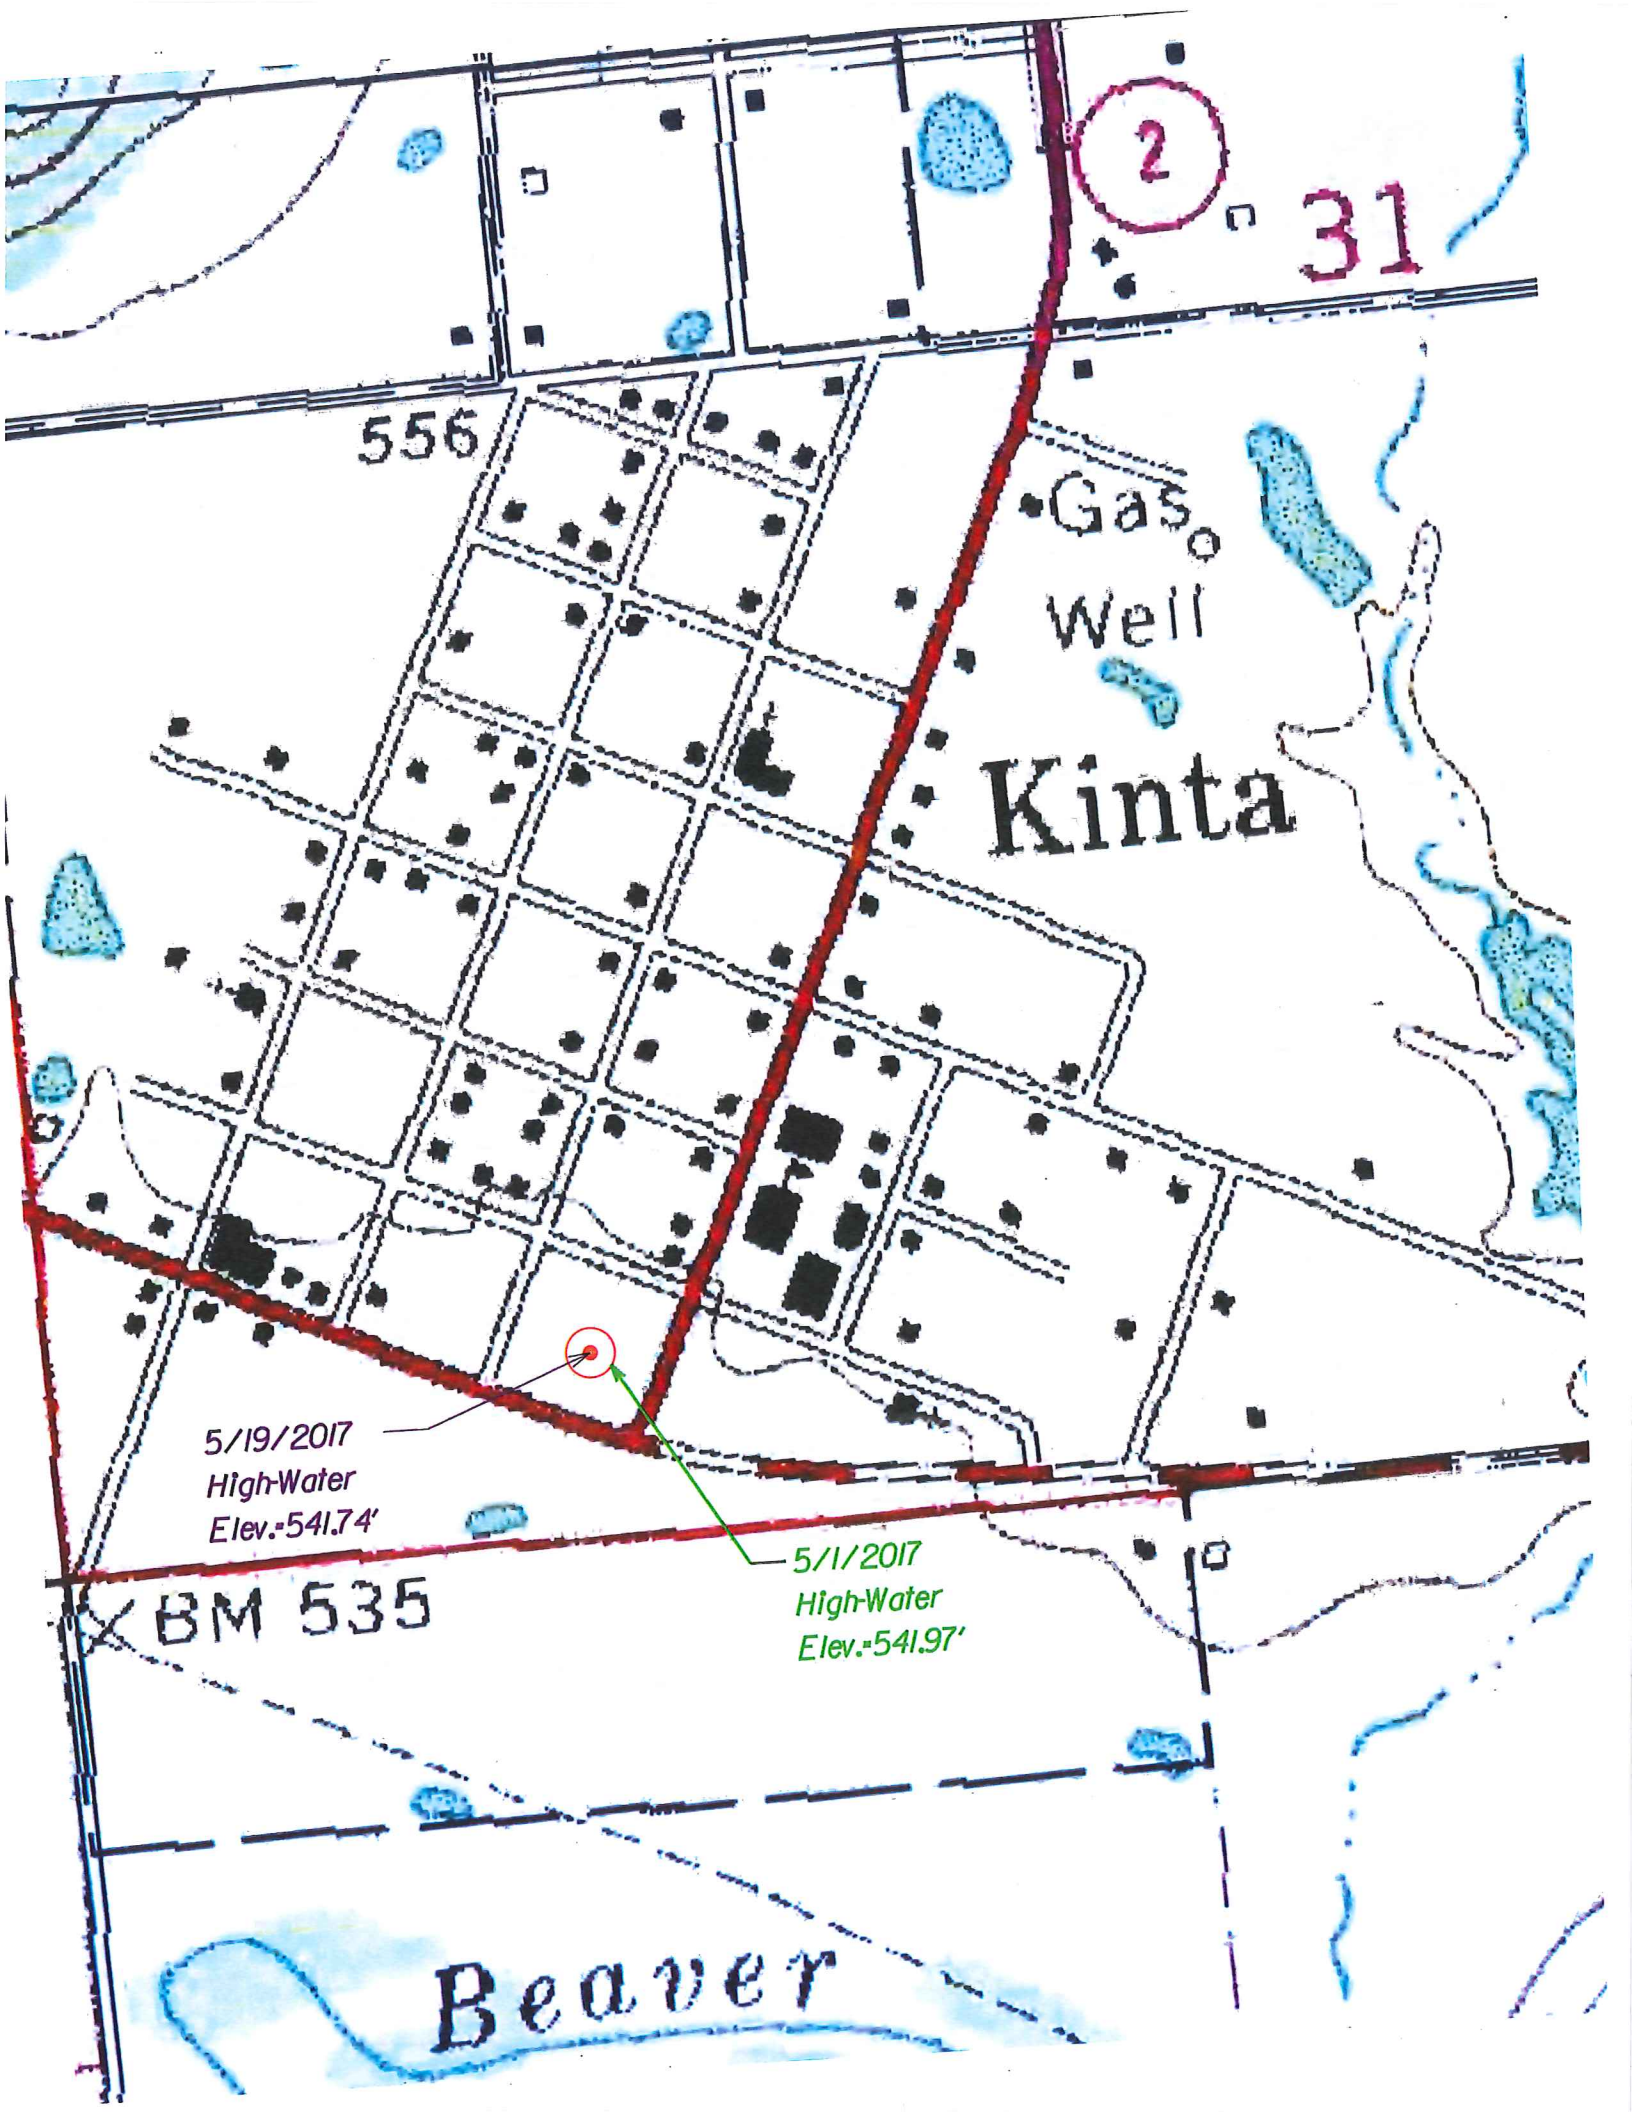 2
31
556
Gas
Well
Kinta
5/19/2017
High-Water
Elev.=541.74'
5/1/2017
High-Water
Elev.=541.97'
BM 535
Beaver